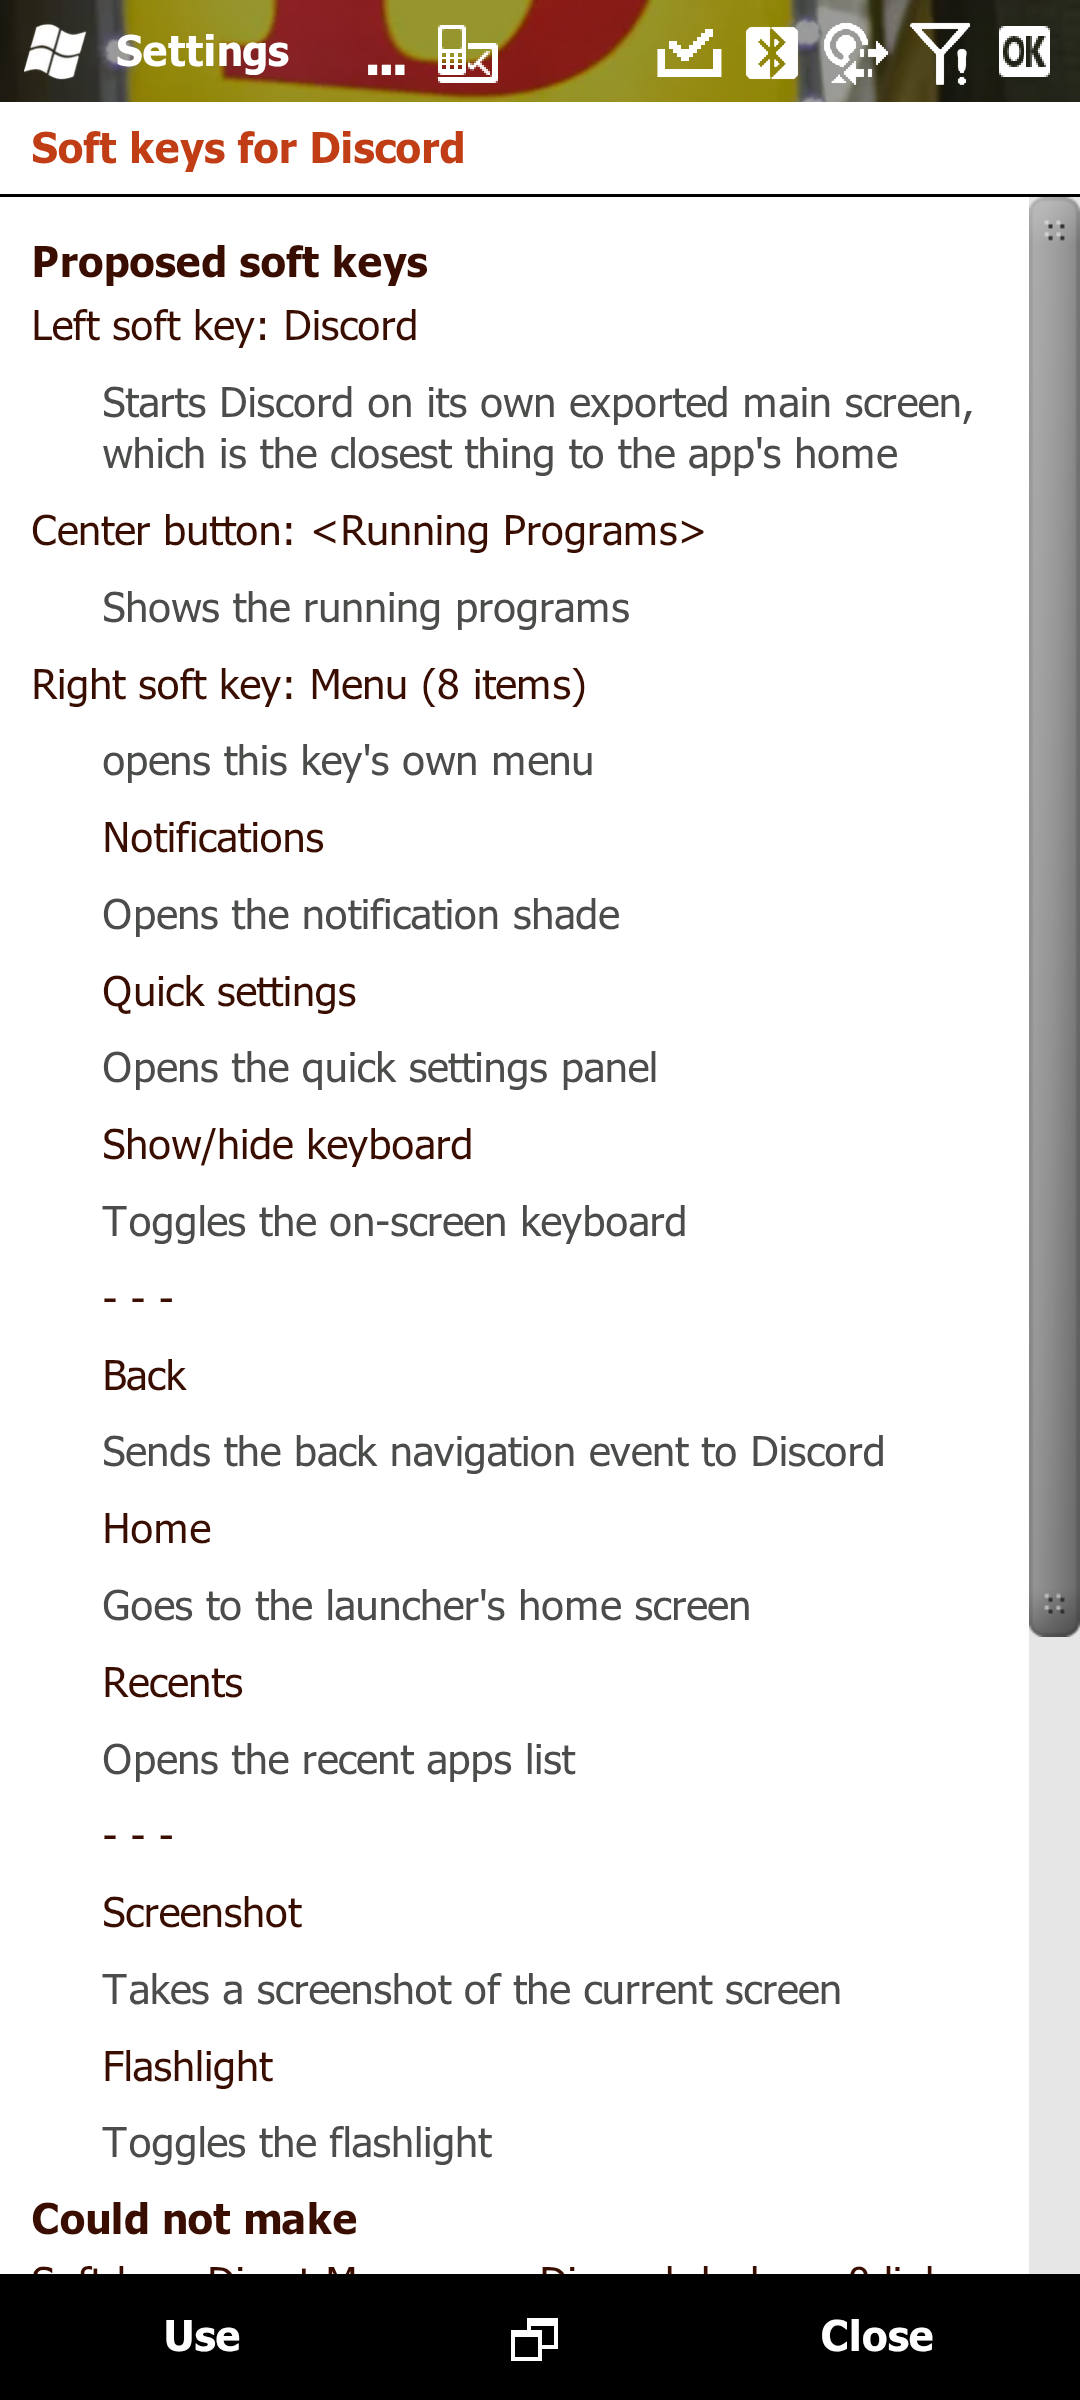 Settings
...
OK
Soft keys for Discord
Proposed soft keys
Left soft key: Discord
Starts Discord on its own exported main screen,
which is the closest thing to the app's home
Center button: <Running Programs>
Shows the running programs
Right soft key: Menu (8 items)
opens this key's own menu
Notifications
Opens the notification shade
Quick settings
Opens the quick settings panel
Show/hide keyboard
Toggles the on-screen keyboard
- - -
Back
Sends the back navigation event to Discord
Home
Goes to the launcher's home screen
Recents
Opens the recent apps list
- - -
Screenshot
Takes a screenshot of the current screen
Flashlight
Toggles the flashlight
Could not make
Use
Close